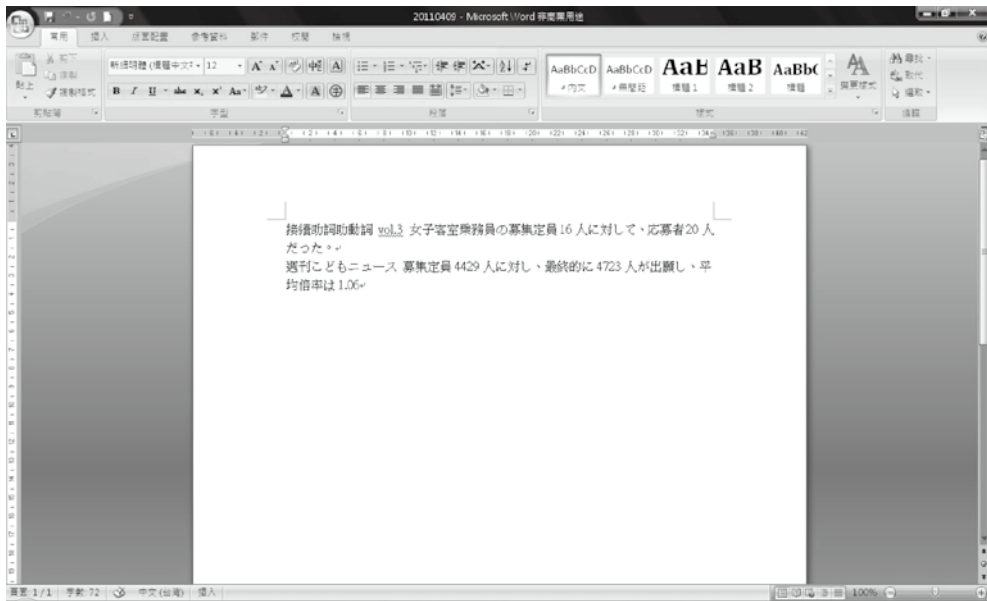 20110409 - Microsoft Word 非商業用途
常用 插入 版面配置 參考資料 郵件 校閱 檢視
貼上
剪下
複製
複製格式
剪貼簿
新細明體 (標題中文 12
字型
段落
AaBbCcD AaBbCcD AaB AaB AaBbC
內文 無間距 標題 1 標題 2 標題
變更樣式
樣式
尋找
取代
選取
編輯
接續助詞助動詞 vol.3 女子客室乗務員の募集定員16人に対して、応募者20人
だった。
週刊こどもニュース 募集定員4429人に対し、最終的に4723人が出願し、平
均倍率は1.06
頁面: 1/1 字數: 72 中文(台灣) 插入 100%